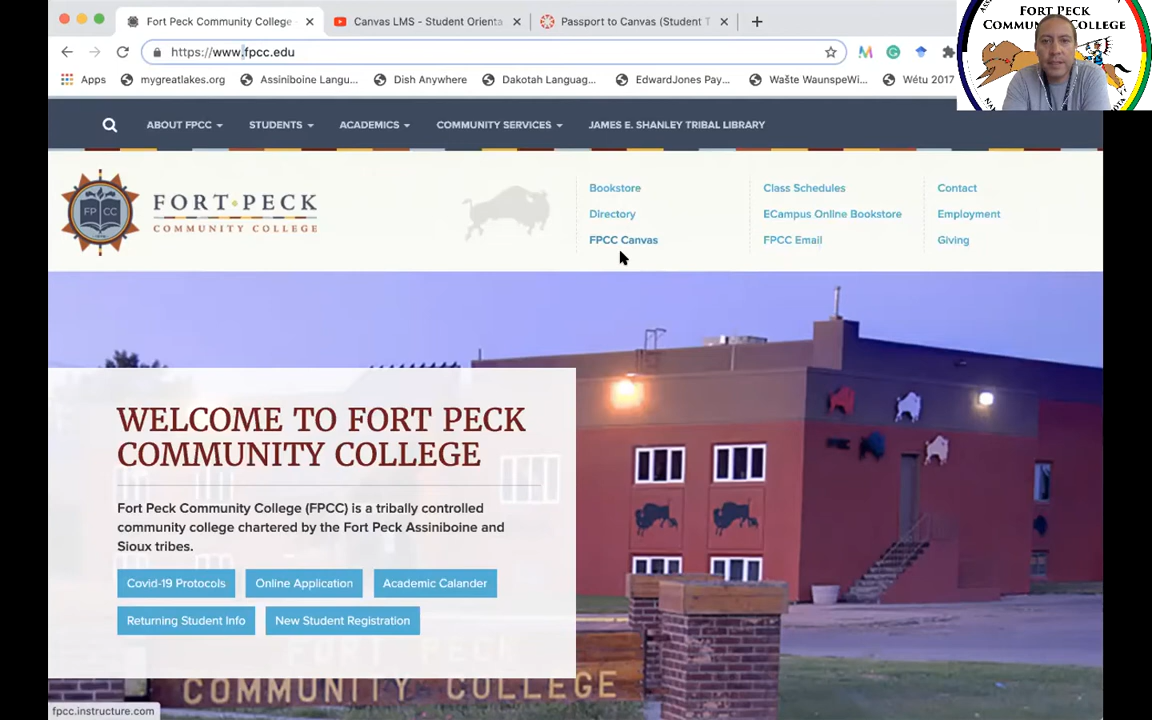 Fort Peck Community College -
Canvas LMS - Student Orienta
Passport to Canvas (Student T
https://www.fpcc.edu
Apps
mygreatlakes.org
Assiniboine Langu...
Dish Anywhere
Dakotah Languag...
EdwardJones Pay...
Wašte WaunspeWi...
Wétu 2017
FORT PECK
COMMUNITY COLLEGE
ABOUT FPCC
STUDENTS
ACADEMICS
COMMUNITY SERVICES
JAMES E. SHANLEY TRIBAL LIBRARY
FP CC
FORT PECK
COMMUNITY COLLEGE
Bookstore
Directory
FPCC Canvas
Class Schedules
ECampus Online Bookstore
FPCC Email
Contact
Employment
Giving
WELCOME TO FORT PECK
COMMUNITY COLLEGE
Fort Peck Community College (FPCC) is a tribally controlled
community college chartered by the Fort Peck Assiniboine and
Sioux tribes.
Covid-19 Protocols
Online Application
Academic Calander
Returning Student Info
New Student Registration
FORT PECK
COMMUNITY COLLEGE
fpcc.instructure.com